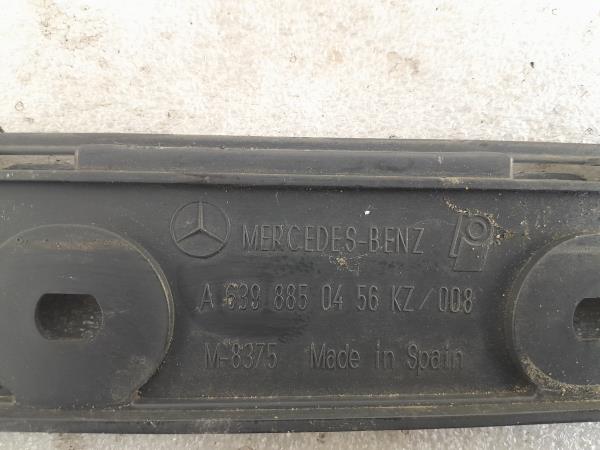 MERCEDES-BENZ
A 639 885 04 56 KZ/008
M-8375 Made in Spain